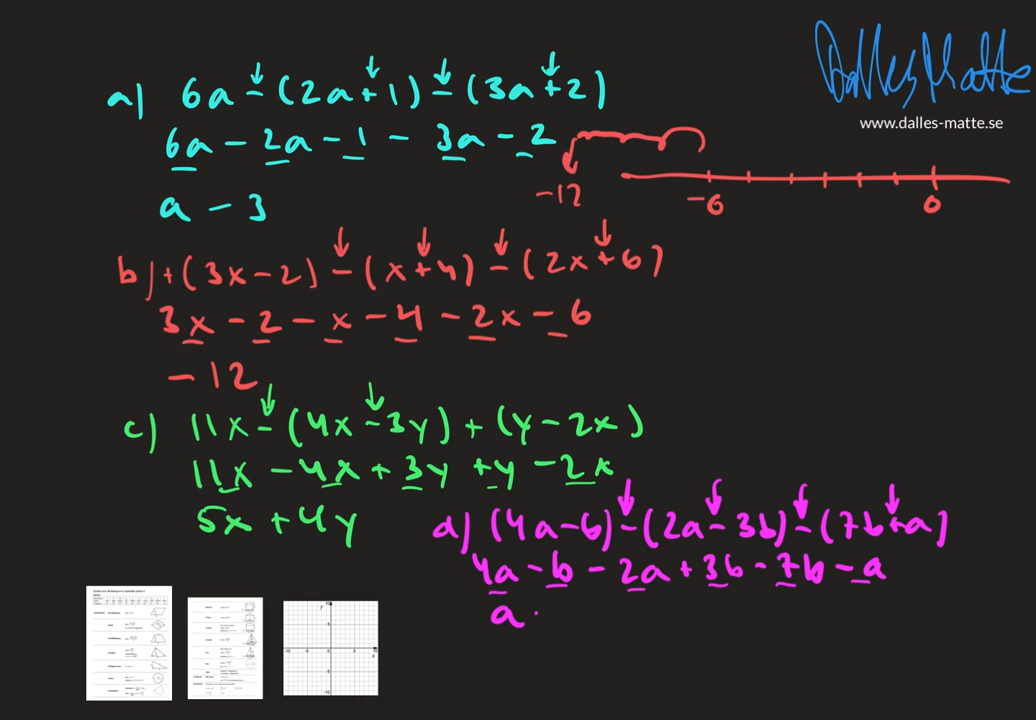 Dalles Matte
www.dalles-matte.se
a) 6a - (2a + 1) - (3a + 2)
6a - 2a - 1 - 3a - 2
a - 3
-12
-6
0
b) + (3x - 2) - (x + 4) - (2x + 6)
3x - 2 - x - 4 - 2x - 6
-12
c) 11x - (4x - 3y) + (y - 2x)
11x - 4x + 3y + y - 2x
5x + 4y
d) (4a - b) - (2a - 3b) - (7b + a)
4a - b - 2a + 3b - 7b - a
a